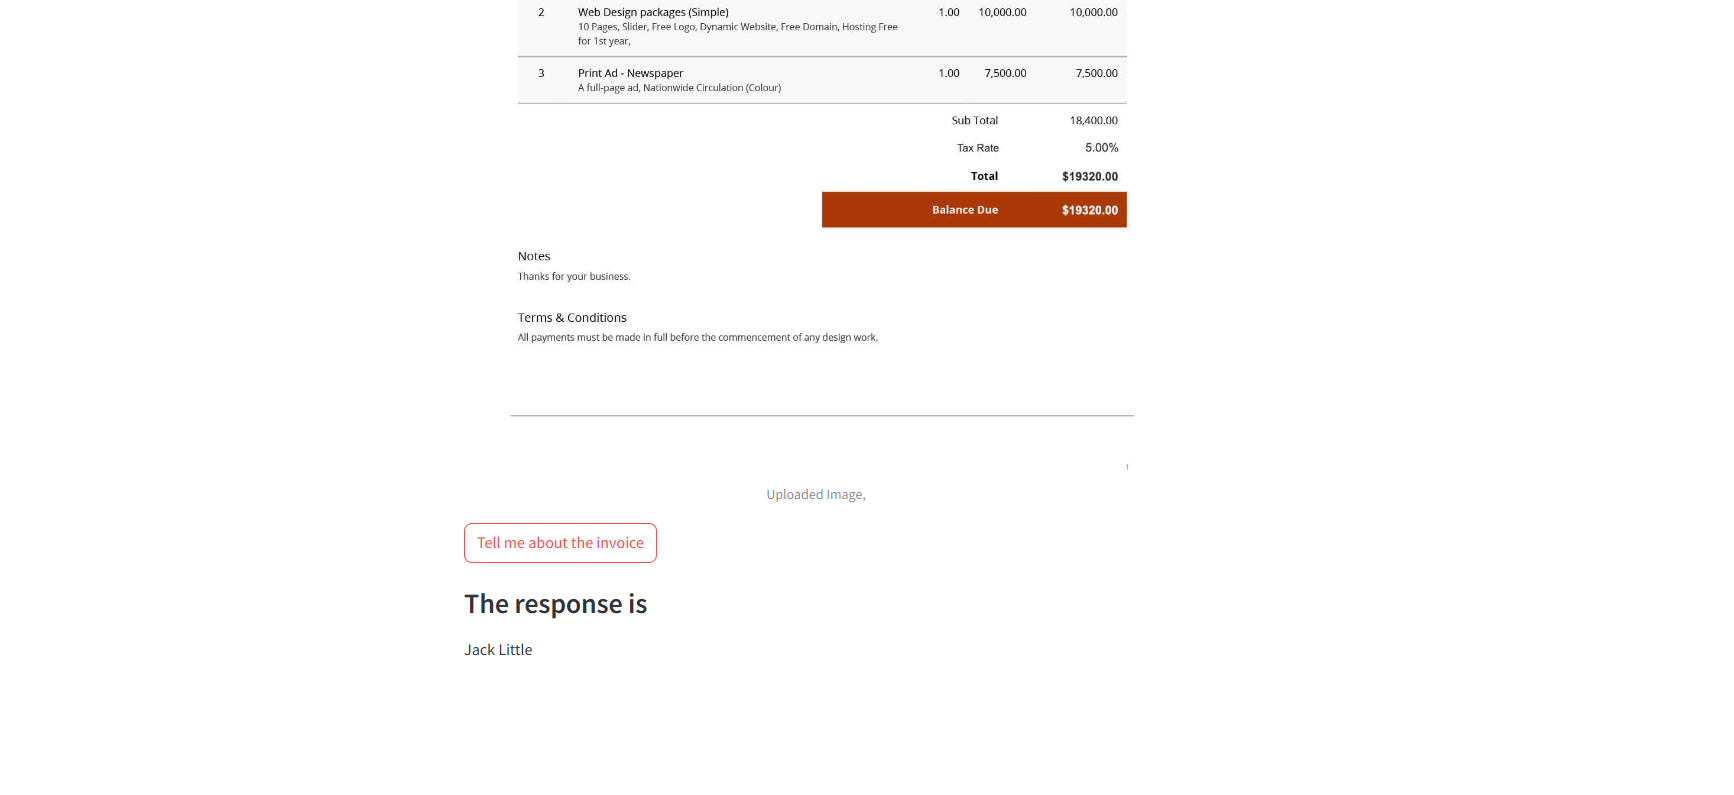 2 Web Design packages (Simple) 1.00 10,000.00 10,000.00
10 Pages, Slider, Free Logo, Dynamic Website, Free Domain, Hosting Free
for 1st year,
3 Print Ad - Newspaper 1.00 7,500.00 7,500.00
A full-page ad, Nationwide Circulation (Colour)
Sub Total 18,400.00
Tax Rate 5.00%
Total $19320.00
Balance Due $19320.00
Notes
Thanks for your business.
Terms & Conditions
All payments must be made in full before the commencement of any design work.
1
Uploaded Image,
Tell me about the invoice
The response is
Jack Little